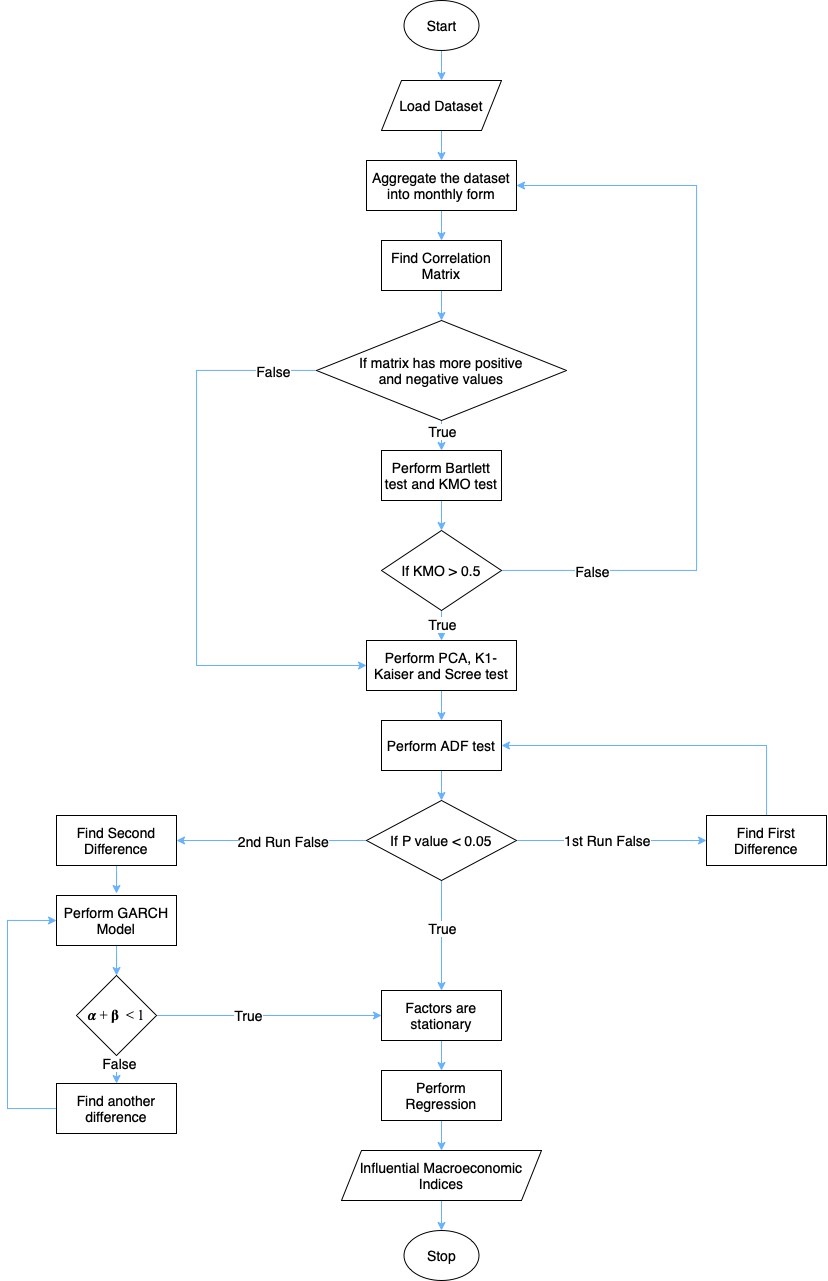 Start
Load Dataset
Aggregate the dataset
into monthly form
Find Correlation
Matrix
If matrix has more positive
and negative values
False
True
Perform Bartlett
test and KMO test
If KMO > 0.5
False
True
Perform PCA, K1-
Kaiser and Scree test
Perform ADF test
If P value < 0.05
2nd Run False
1st Run False
Find Second
Difference
Find First
Difference
Perform GARCH
Model
True
α + β < 1
True
False
Factors are
stationary
Find another
difference
Perform
Regression
Influential Macroeconomic
Indices
Stop